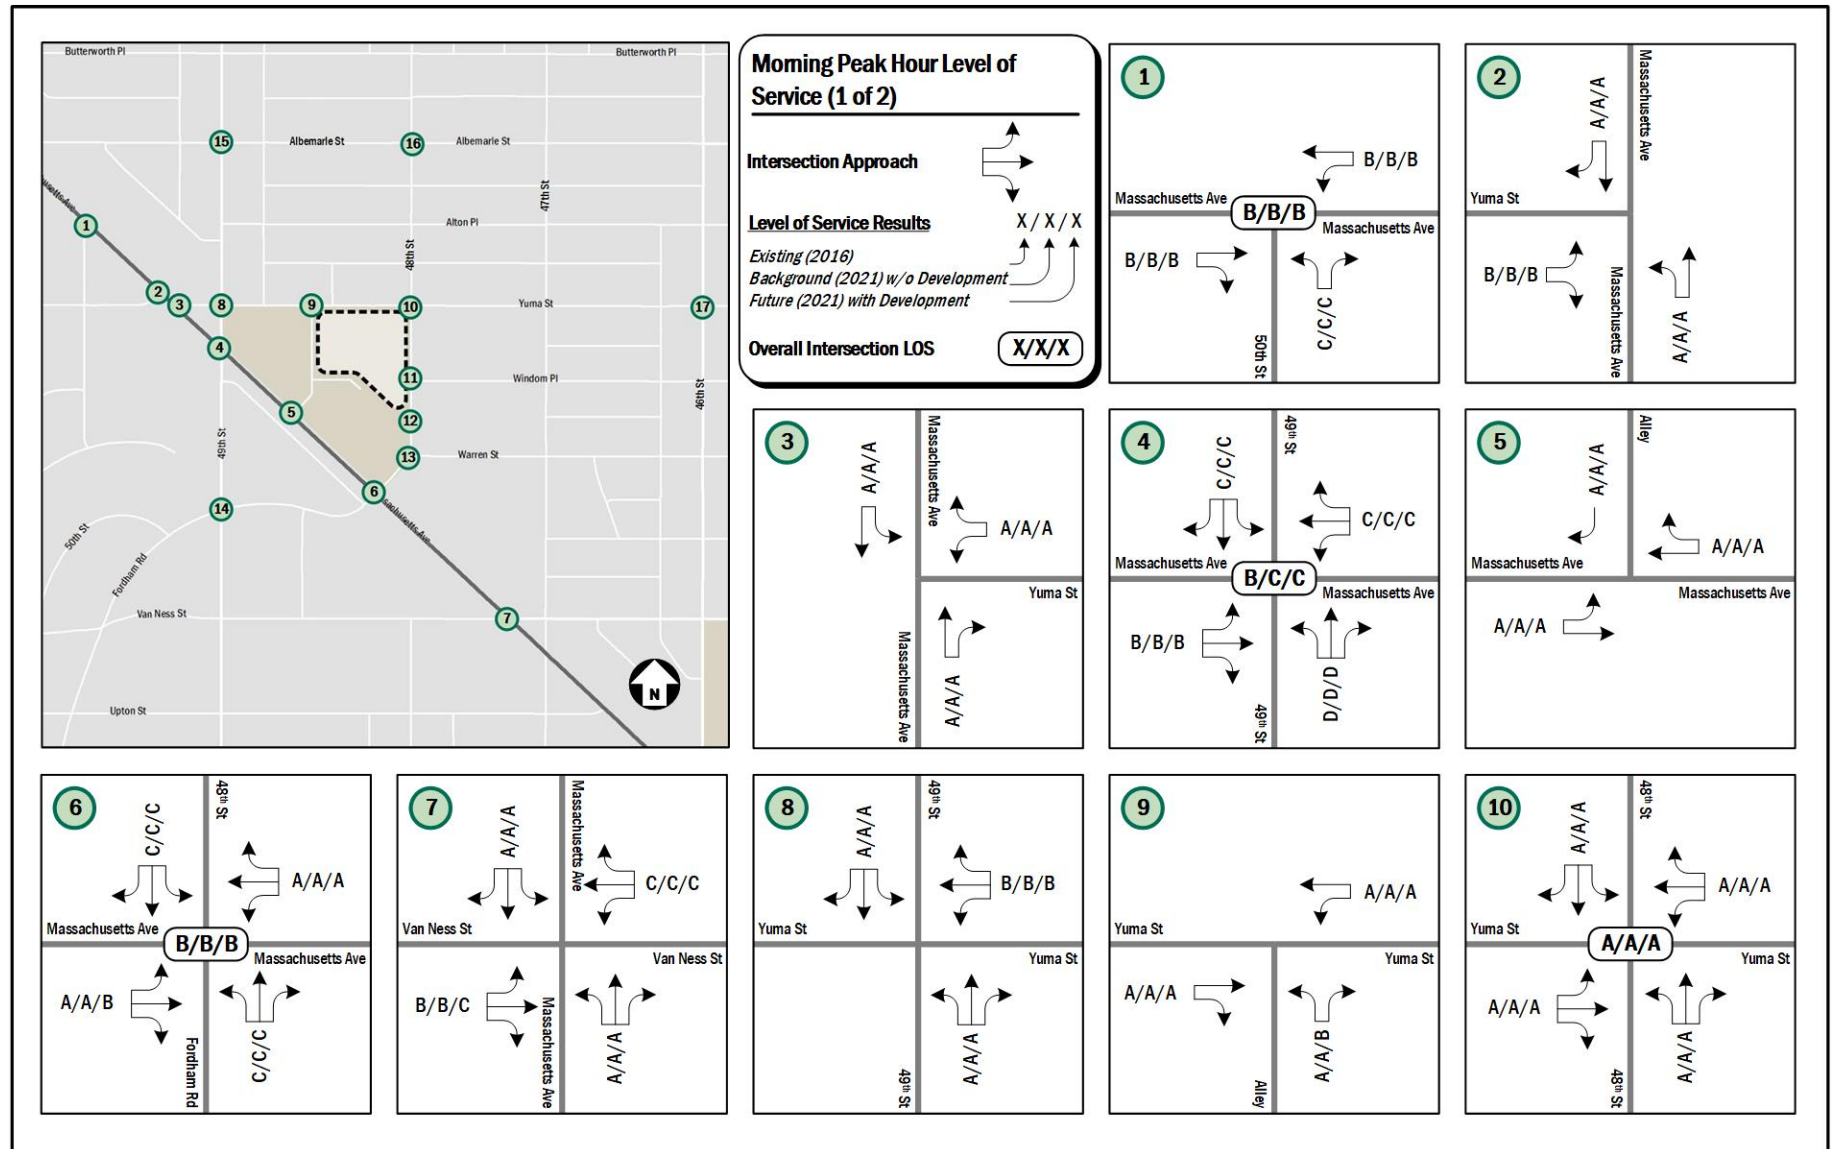 Butterworth Pl
Butterworth Pl
15
Albemarle St
16
Albemarle St
47th St
1
Alton Pl
48th St
2
3
8
9
10
Yuma St
17
4
11
Windom Pl
46th St
5
12
49th St
13
Warren St
6
14
sachusetts Ave
50th St
Fordham Rd
Van Ness St
7
N
Upton St
Morning Peak Hour Level of
Service (1 of 2)
Intersection Approach
Level of Service Results
X / X / X
Existing (2016)
Background (2021) w/o Development
Future (2021) with Development
Overall Intersection LOS
X/X/X
1
B/B/B
Massachusetts Ave
B/B/B
Massachusetts Ave
B/B/B
C/C/C
50th St
2
A/A/A
Massachusetts Ave
Yuma St
B/B/B
Massachusetts Ave
A/A/A
3
A/A/A
Massachusetts Ave
A/A/A
Yuma St
Massachusetts Ave
A/A/A
4
C/C/C
49th St
C/C/C
Massachusetts Ave
B/C/C
Massachusetts Ave
B/B/B
D/D/D
49th St
5
A/A/A
Alley
A/A/A
Massachusetts Ave
Massachusetts Ave
A/A/A
6
C/C/C
48th St
A/A/A
Massachusetts Ave
B/B/B
Massachusetts Ave
A/A/B
Fordham Rd
C/C/C
7
A/A/A
Massachusetts Ave
C/C/C
Van Ness St
Van Ness St
B/B/C
Massachusetts Ave
A/A/A
8
A/A/A
49th St
B/B/B
Yuma St
Yuma St
49th St
A/A/A
9
A/A/A
Yuma St
Yuma St
A/A/A
Alley
A/A/B
10
A/A/A
48th St
A/A/A
Yuma St
A/A/A
Yuma St
A/A/A
48th St
A/A/A